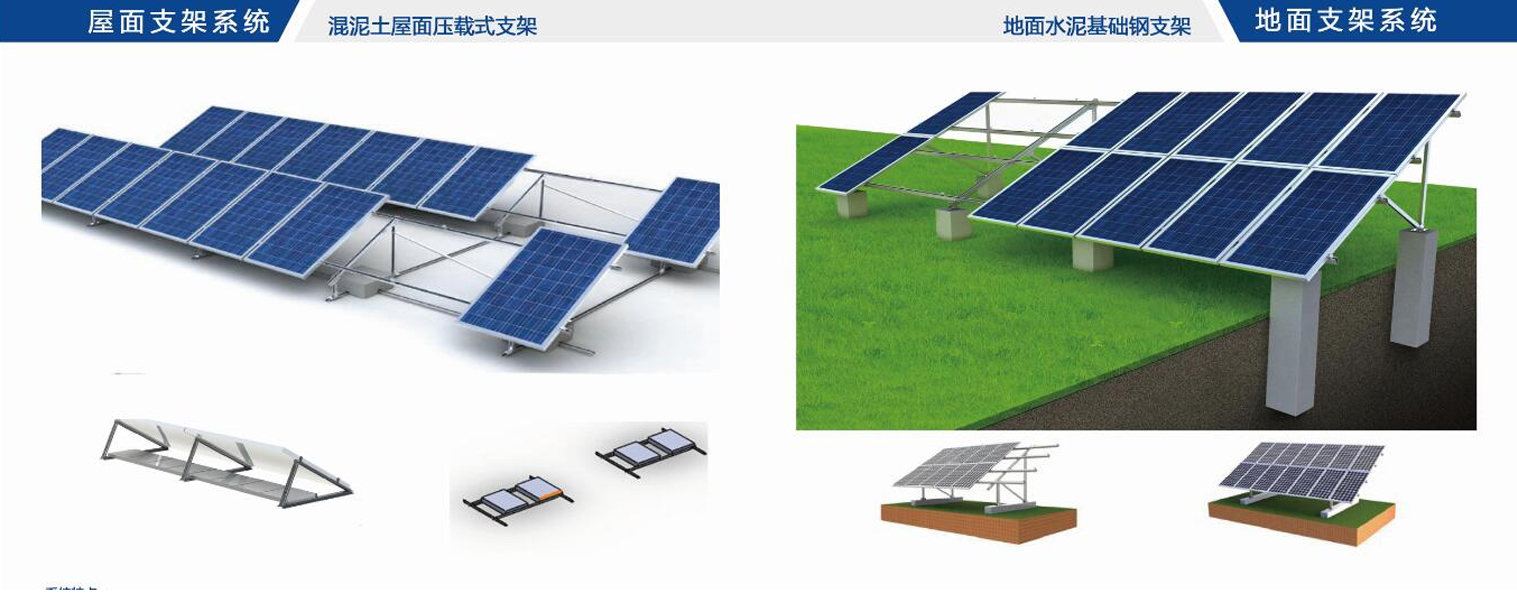 屋面支架系统
混泥土屋面压载式支架
地面水泥基础钢支架
地面支架系统